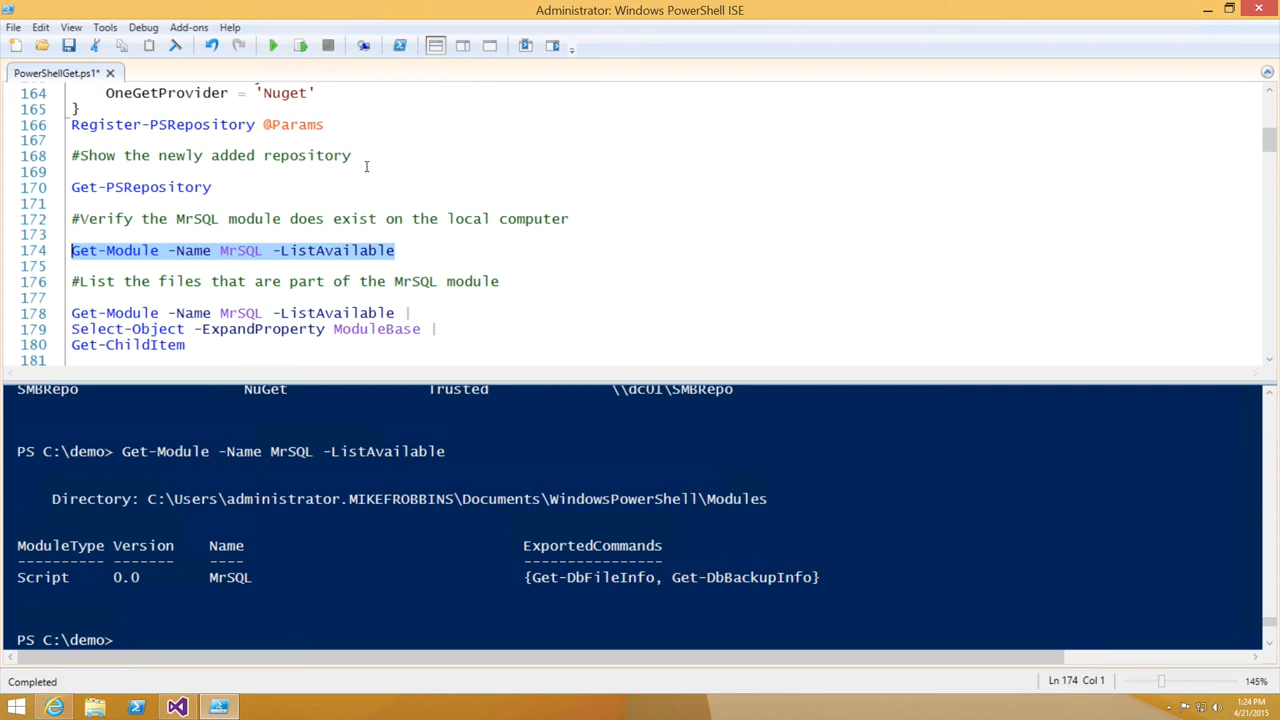 Administrator: Windows PowerShell ISE
File Edit View Tools Debug Add-ons Help
PowerShellGet.ps1*
164 OneGetProvider = 'Nuget'
165 }
166 Register-PSRepository @Params
167
168 #Show the newly added repository
169
170 Get-PSRepository
171
172 #Verify the MrSQL module does exist on the local computer
173
174 Get-Module -Name MrSQL -ListAvailable
175
176 #List the files that are part of the MrSQL module
177
178 Get-Module -Name MrSQL -ListAvailable |
179 Select-Object -ExpandProperty ModuleBase |
180 Get-ChildItem
181
SMBRepo NuGet Trusted \\dc01\SMBRepo
PS C:\demo> Get-Module -Name MrSQL -ListAvailable
Directory: C:\Users\administrator.MIKEFROBBINS\Documents\WindowsPowerShell\Modules
ModuleType Version Name ExportedCommands
---------- ------- ---- ----------------
Script 0.0 MrSQL {Get-DbFileInfo, Get-DbBackupInfo}
PS C:\demo>
Completed Ln 174 Col 1 145%
1:24 PM
4/21/2015